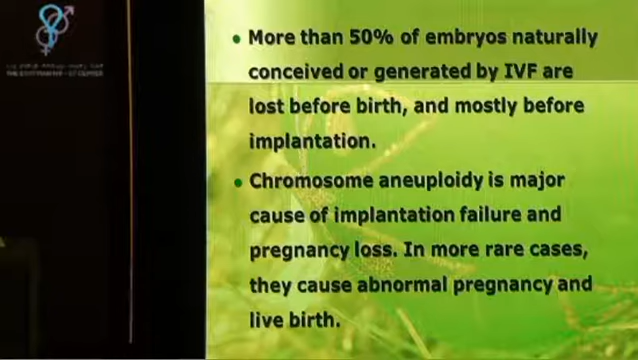 • More than 50% of embryos naturally
conceived or generated by IVF are
lost before birth, and mostly before
implantation.
• Chromosome aneuploidy is major
cause of implantation failure and
pregnancy loss. In more rare cases,
they cause abnormal pregnancy and
live birth.